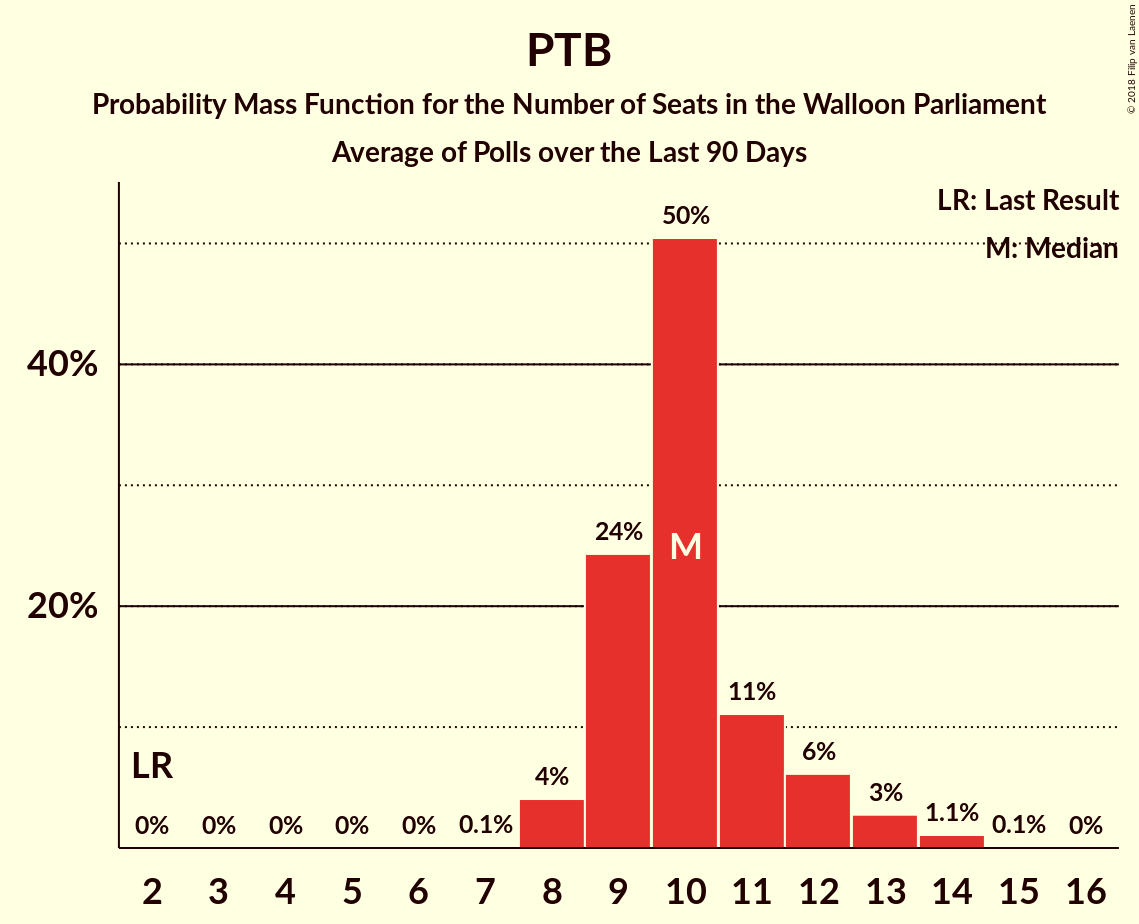 PTB
Probability Mass Function for the Number of Seats in the Walloon Parliament
Average of Polls over the Last 90 Days
© 2018 Filip van Laenen
LR: Last Result
M: Median
50%
40%
24%
M
20%
11%
LR
6%
4%
3%
1.1%
0% 0% 0% 0% 0% 0.1% 0.1% 0%
2 3 4 5 6 7 8 9 10 11 12 13 14 15 16